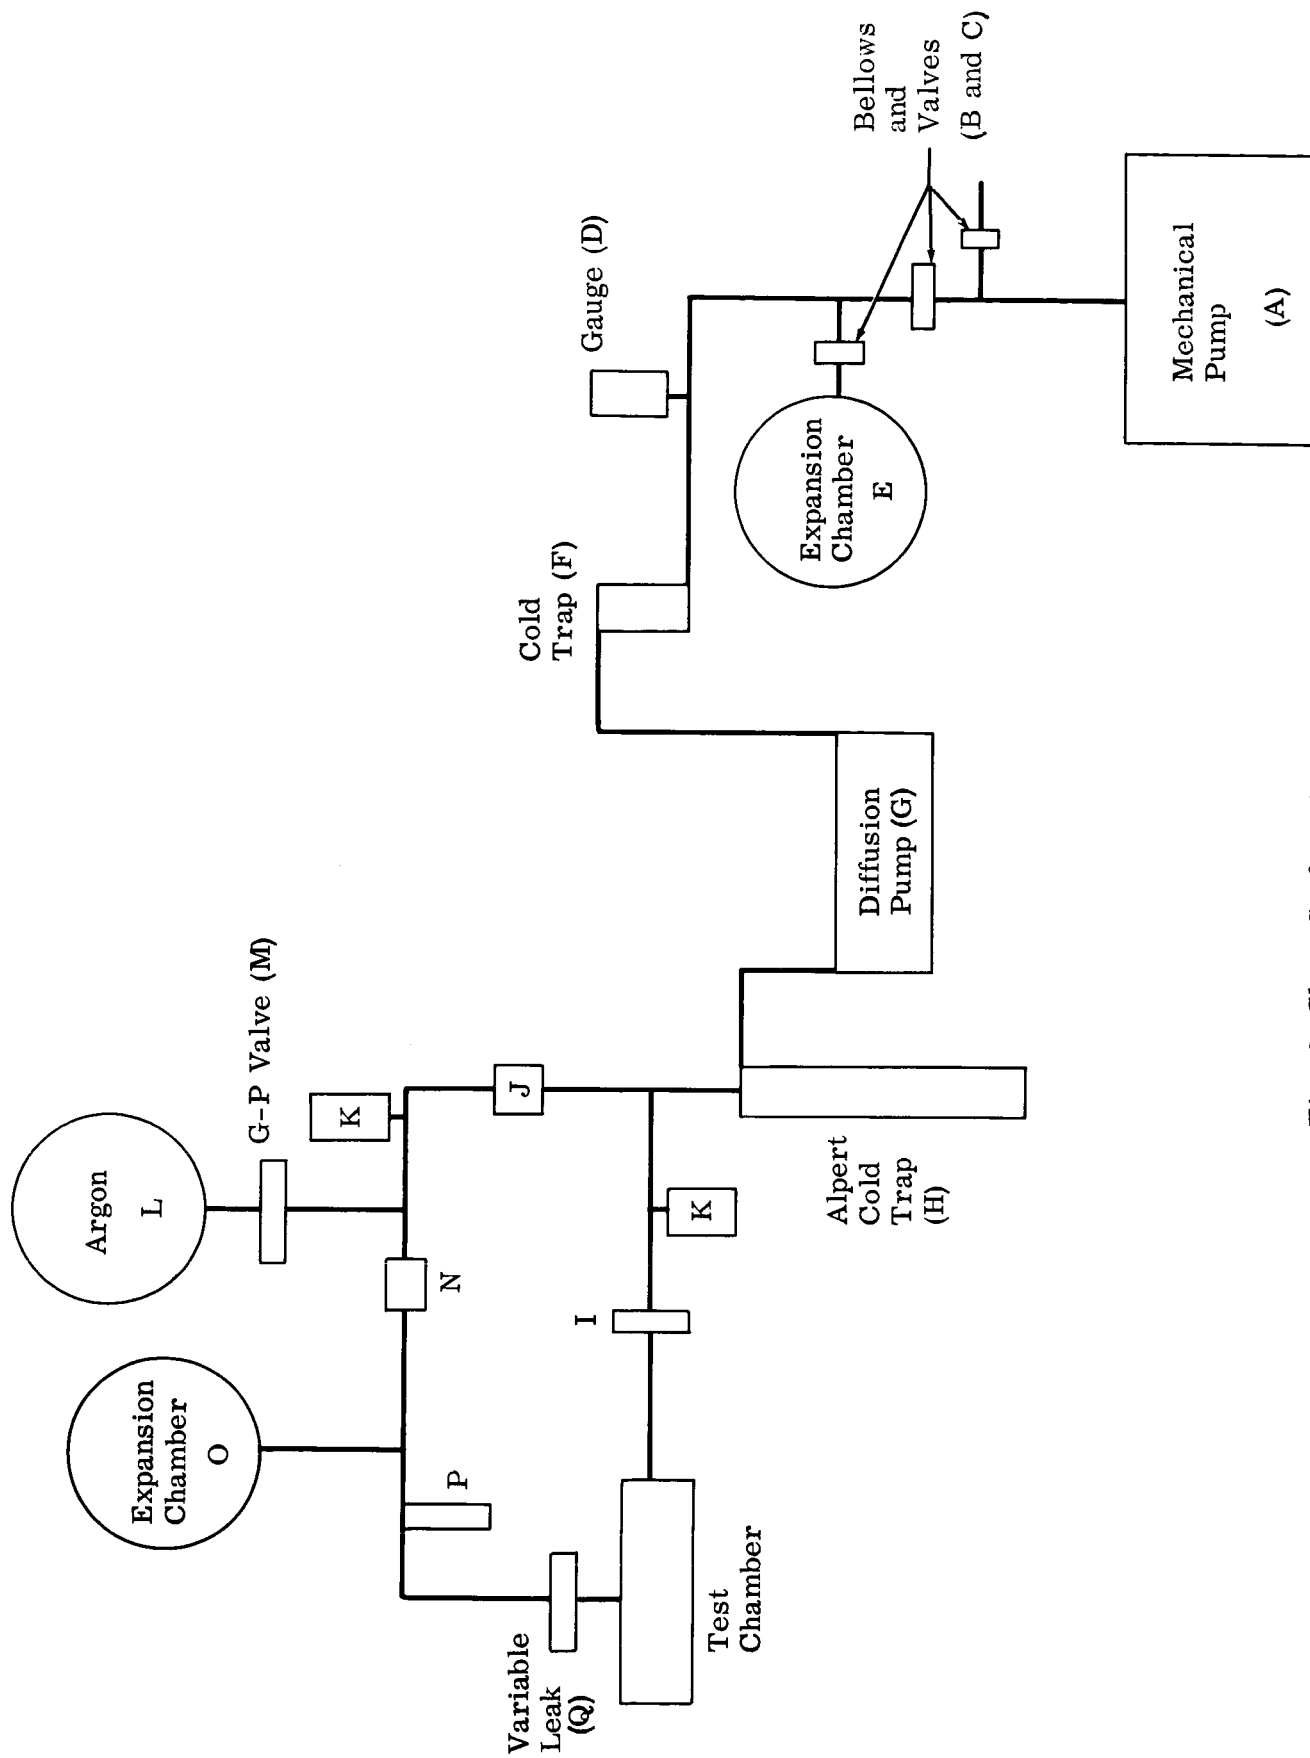 Argon
L
G-P Valve (M)
K
J
Expansion
Chamber
O
N
P
I
K
Variable
Leak
(Q)
Test
Chamber
Alpert
Cold
Trap
(H)
Diffusion
Pump (G)
Cold
Trap (F)
Gauge (D)
Expansion
Chamber
E
Bellows
and
Valves
(B and C)
Mechanical
Pump
(A)